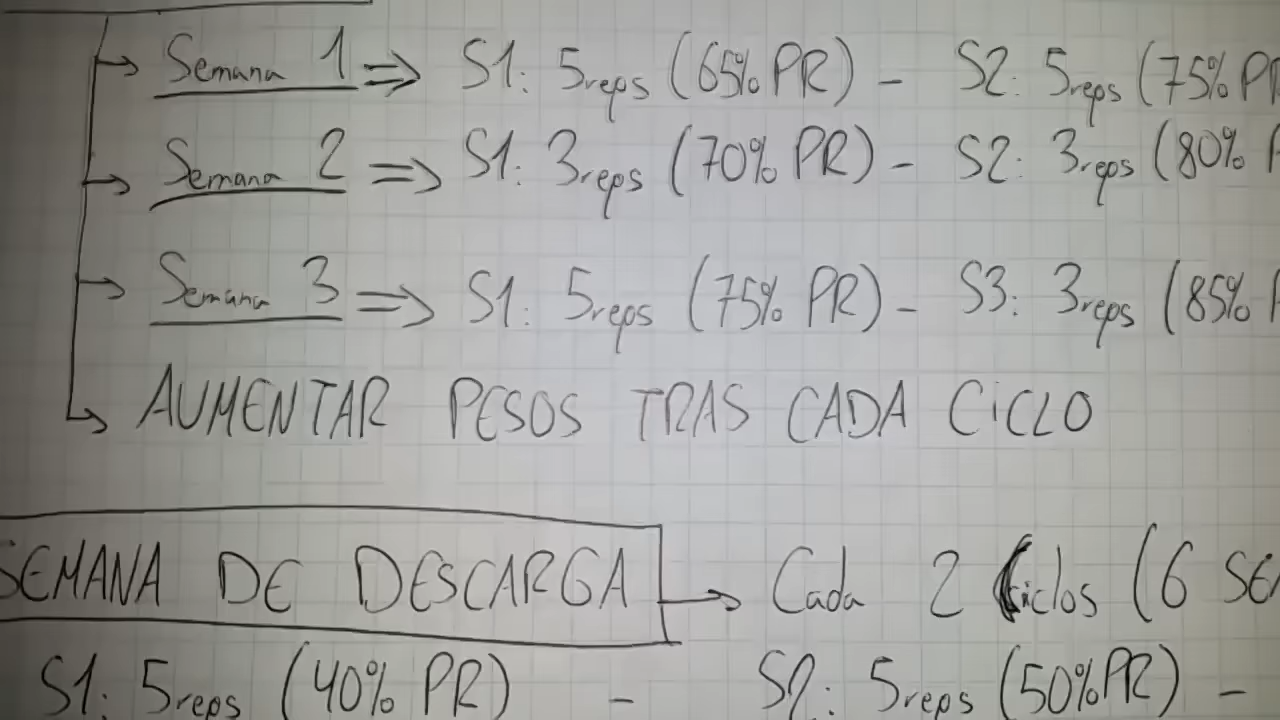 Semana 1 => S1: 5reps (65% PR) - S2: 5reps (75% PR
Semana 2 => S1: 3reps (70% PR) - S2: 3reps (80%
Semana 3 => S1: 5reps (75% PR) - S3: 3reps (85%
AUMENTAR PESOS TRAS CADA CiCLO
SEMANA DE DESCARGA → Cada 2 Ciclos (6
S1: 5reps (40% PR) - S2: 5reps (50% PR) -